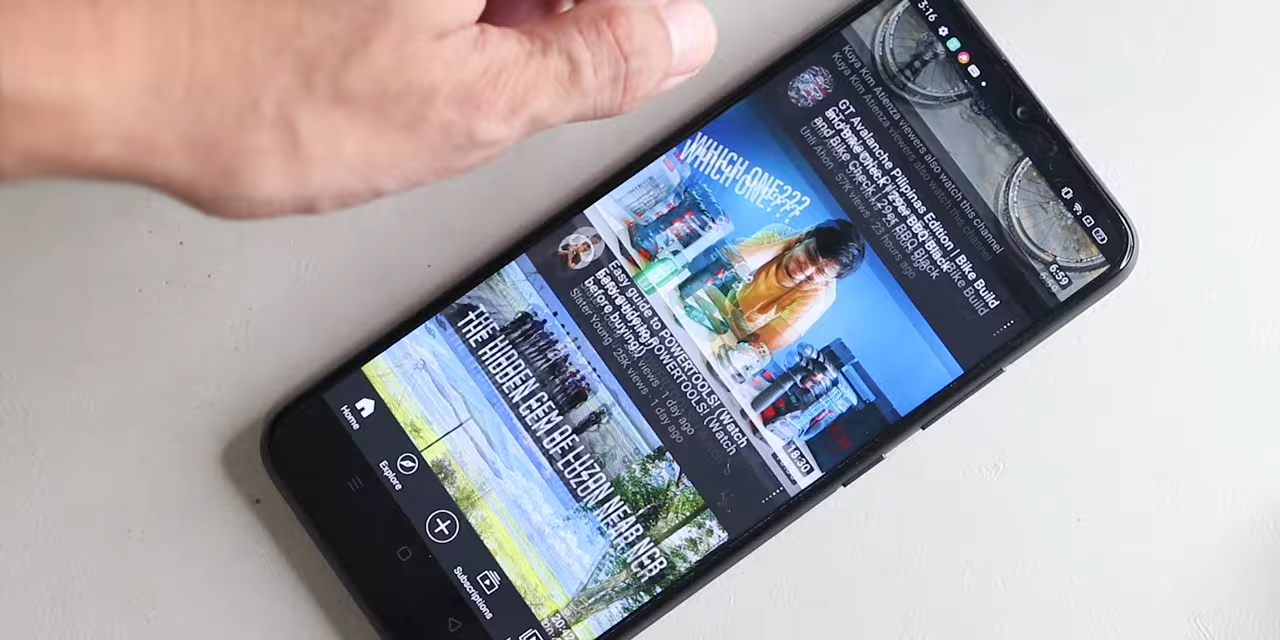 3:16
6:59
Kuya Kim Atienza viewers also watch this channel
GT Avalanche Pilipinas Edition | Bike Build
and Bike Check | 29er BBQ Black
Unli Ahon · 57K views · 23 hours ago
WHICH ONE???
18:30
Easy guide to POWERTOOLS! (Watch
before buying!)
Slater Young · 25K views · 1 day ago
THE HIDDEN GEM OF LUZON NEAR NCR
Home
Explore
Subscriptions